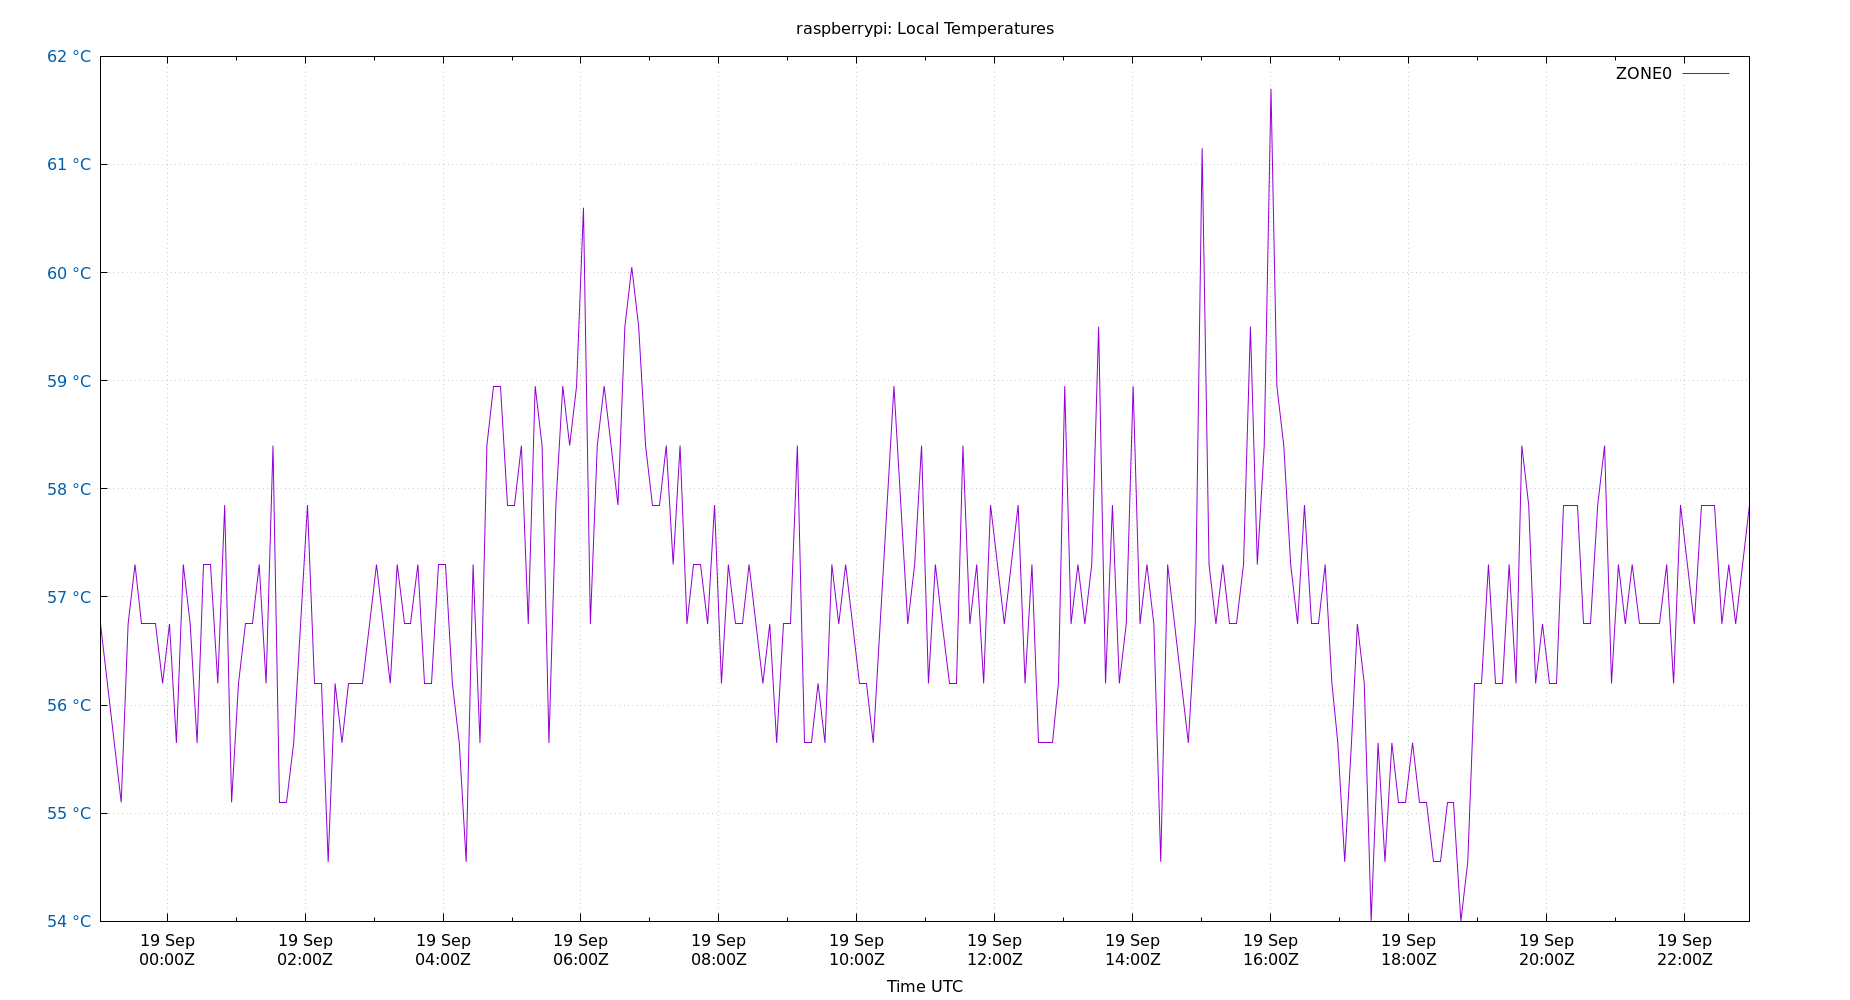 raspberrypi: Local Temperatures
ZONE0
62 °C
61 °C
60 °C
59 °C
58 °C
57 °C
56 °C
55 °C
54 °C
19 Sep 19 Sep 19 Sep 19 Sep 19 Sep 19 Sep 19 Sep 19 Sep 19 Sep 19 Sep 19 Sep 19 Sep
00:00Z 02:00Z 04:00Z 06:00Z 08:00Z 10:00Z 12:00Z 14:00Z 16:00Z 18:00Z 20:00Z 22:00Z
Time UTC